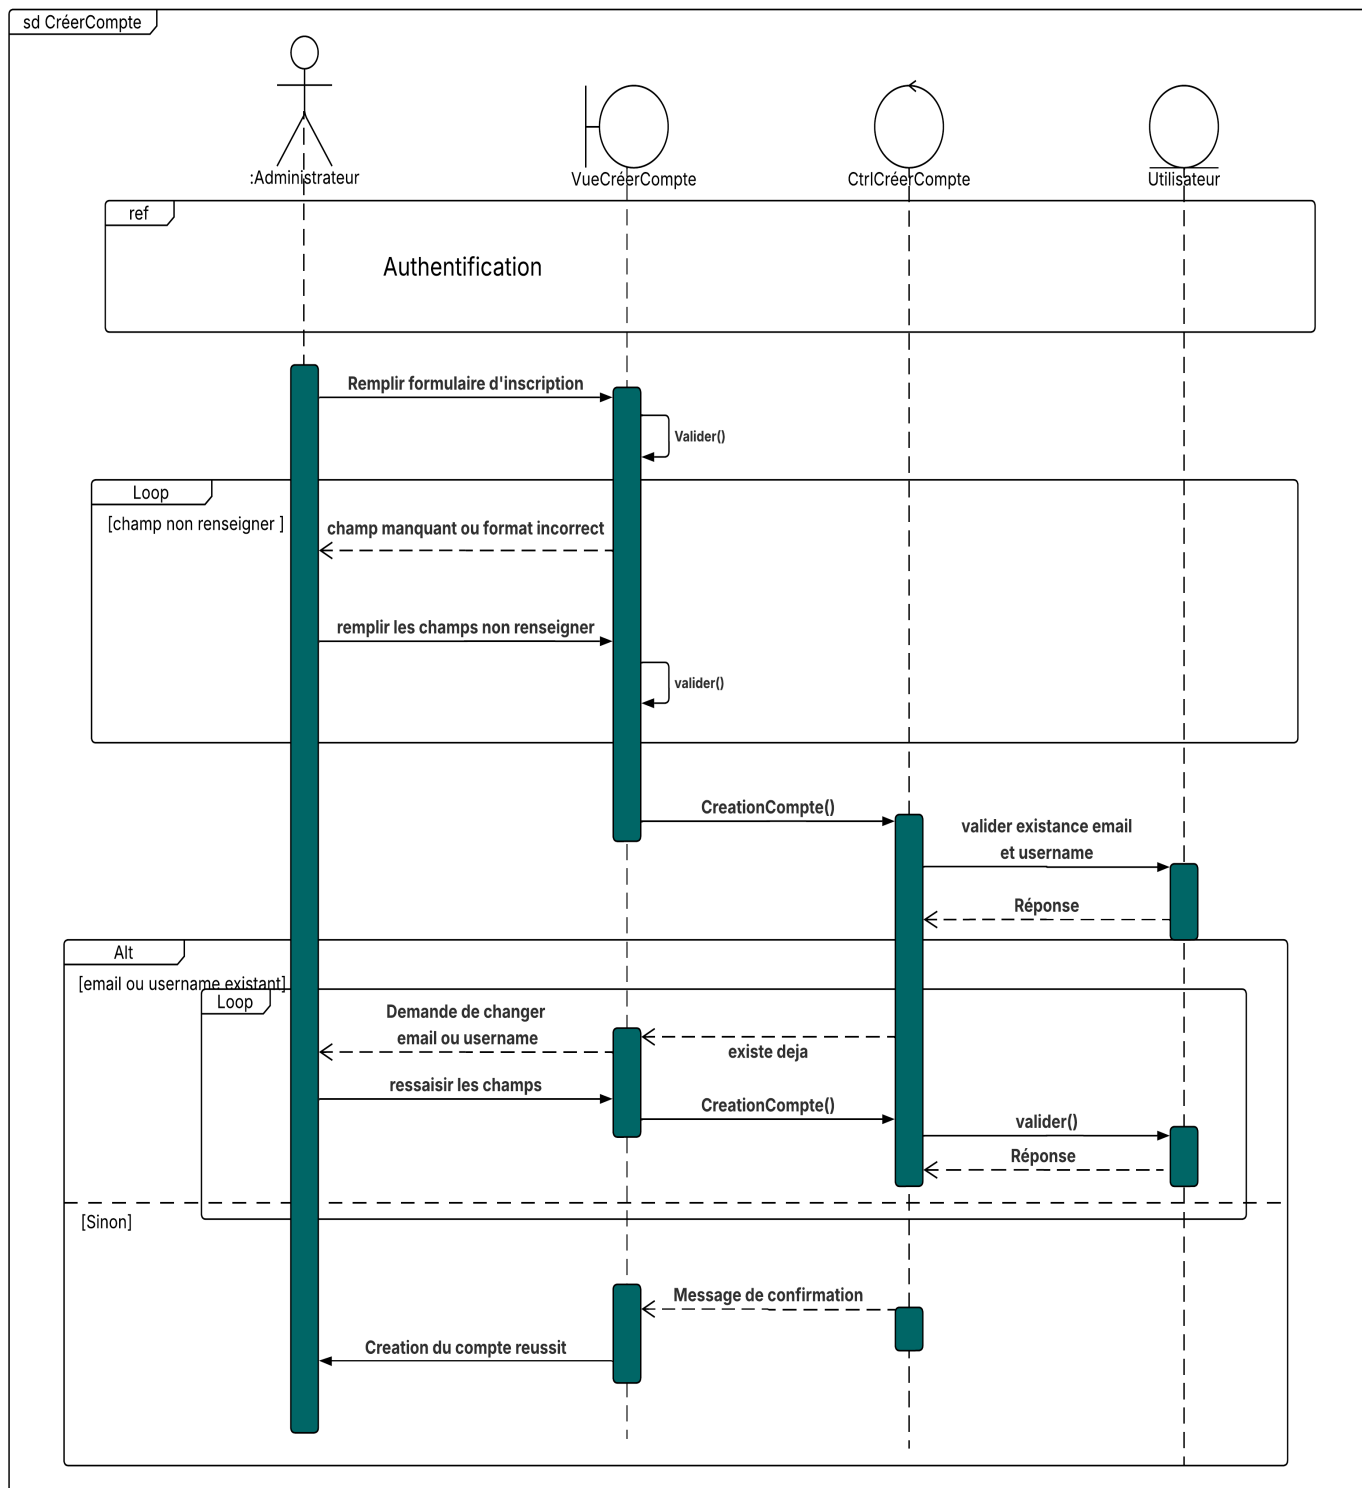 sd CréerCompte
:Administrateur
VueCréerCompte
CtrlCréerCompte
Utilisateur
ref
Authentification
Remplir formulaire d'inscription
Valider()
Loop
[champ non renseigner ]
champ manquant ou format incorrect
remplir les champs non renseigner
valider()
CreationCompte()
valider existance email
et username
Réponse
Alt
[email ou username existant]
Loop
Demande de changer
email ou username
existe deja
ressaisir les champs
CreationCompte()
valider()
Réponse
[Sinon]
Message de confirmation
Creation du compte reussit